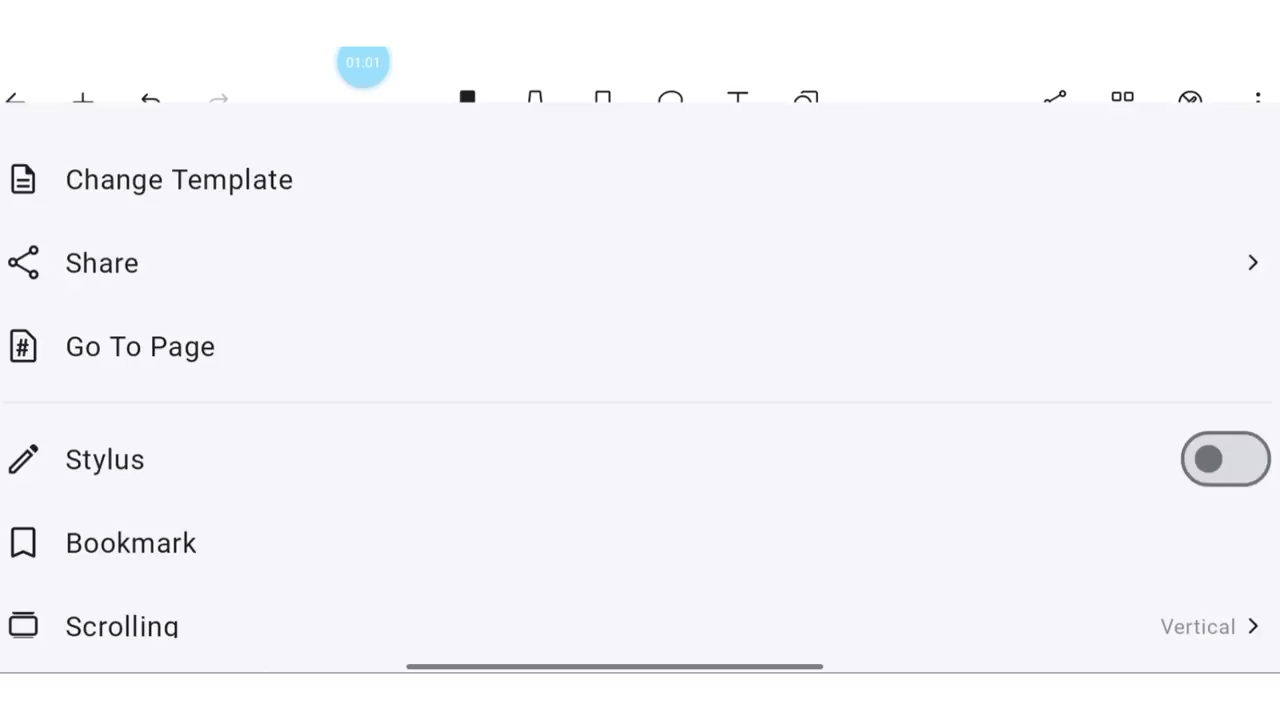 01:01
Change Template
Share
Go To Page
Stylus
Bookmark
Scrolling
Vertical